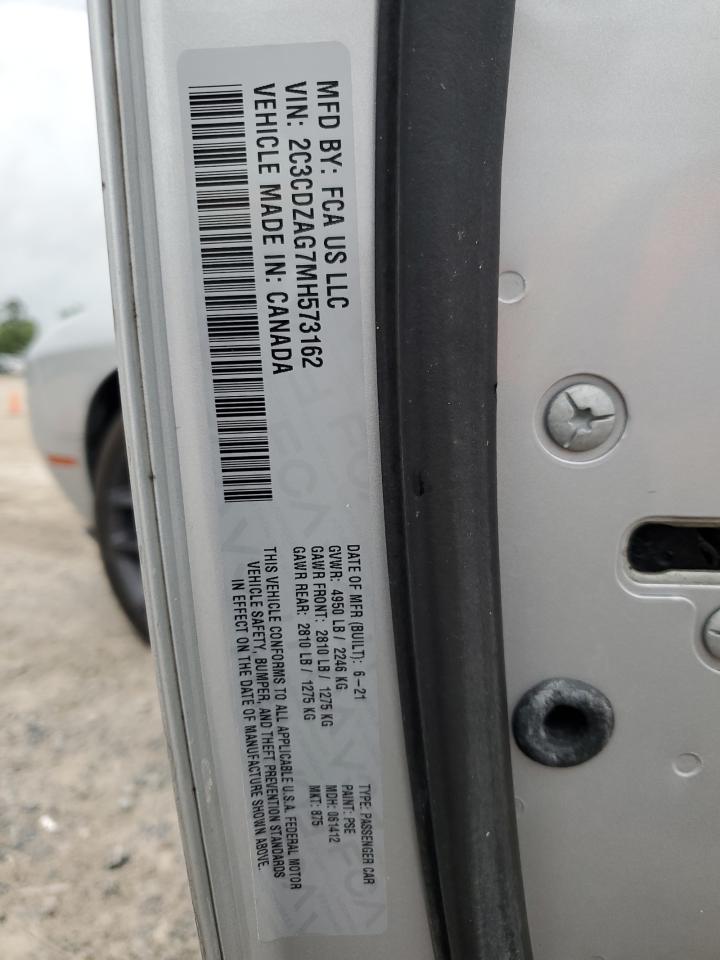 MFD BY: FCA US LLC
VIN: 2C3CDZAG7MH573162
VEHICLE MADE IN: CANADA
DATE OF MFR (BUILT): 6-21
GVWR: 4950 LB / 2246 KG
GAWR FRONT: 2810 LB / 1275 KG
GAWR REAR: 2810 LB / 1275 KG
THIS VEHICLE CONFORMS TO ALL APPLICABLE U.S.A. FEDERAL MOTOR
VEHICLE SAFETY, BUMPER, AND THEFT PREVENTION STANDARDS
IN EFFECT ON THE DATE OF MANUFACTURE SHOWN ABOVE.
TYPE: PASSENGER CAR
PAINT: PSE
MDH: 061412
MKT: 875